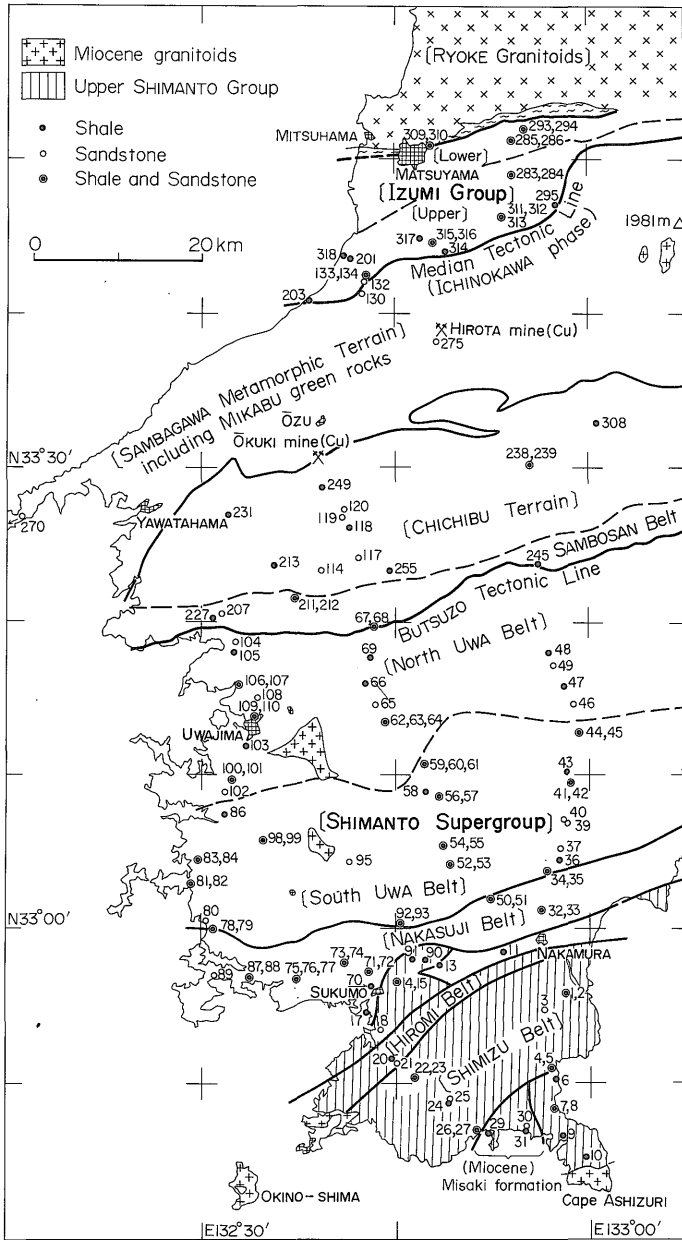 Miocene granitoids
Upper SHIMANTO Group
Shale
Sandstone
Shale and Sandstone
0 20 km
[RYOKE Granitoids]
MITSUHAMA
309,310
293,294
285,286
[Lower]
MATSUYAMA
283,284
[IZUMI Group]
295
[Upper]
311,312
313
1981m
317
315,316
314
Median Tectonic Line
(ICHINOKAWA phase)
318
201
133,134
132
130
203
HIROTA mine(Cu)
275
[SAMBAGAWA Metamorphic Terrain]
including MIKABU green rocks
ŌZU
ŌKUKI mine(Cu)
308
N33°30'
238,239
249
120
119
118
[CHICHIBU Terrain]
231
YAWATAHAMA
270
117
213
114
255
245
SAMBOSAN Belt
211,212
BUTSUZO Tectonic Line
207
227
67,68
[NORTH UWA Belt]
104
105
69
48
49
106,107
108
66
47
65
46
109,110
62,63,64
UWAJIMA
103
44,45
59,60,61
43
100,101
102
58
56,57
41,42
86
40
39
[SHIMANTO Supergroup]
98,99
54,55
37
83,84
95
52,53
36
81,82
34,35
[SOUTH UWA Belt]
50,51
N33°00'
80
78,79
92,93
32,33
[NAKASUJI Belt]
NAKAMURA
73,74
71,72
91
90
11
13
89
87,88
75,76,77
70
SUKUMO
14,15
1,2
3
17
18
[HIROMI Belt]
[SHIMIZU Belt]
20
21
22,23
4,5
6
25
24
7,8
26,27
29
30
31
9
10
(Miocene)
Misaki formation
OKINO-SHIMA
Cape ASHIZURI
E132°30'
E133°00'